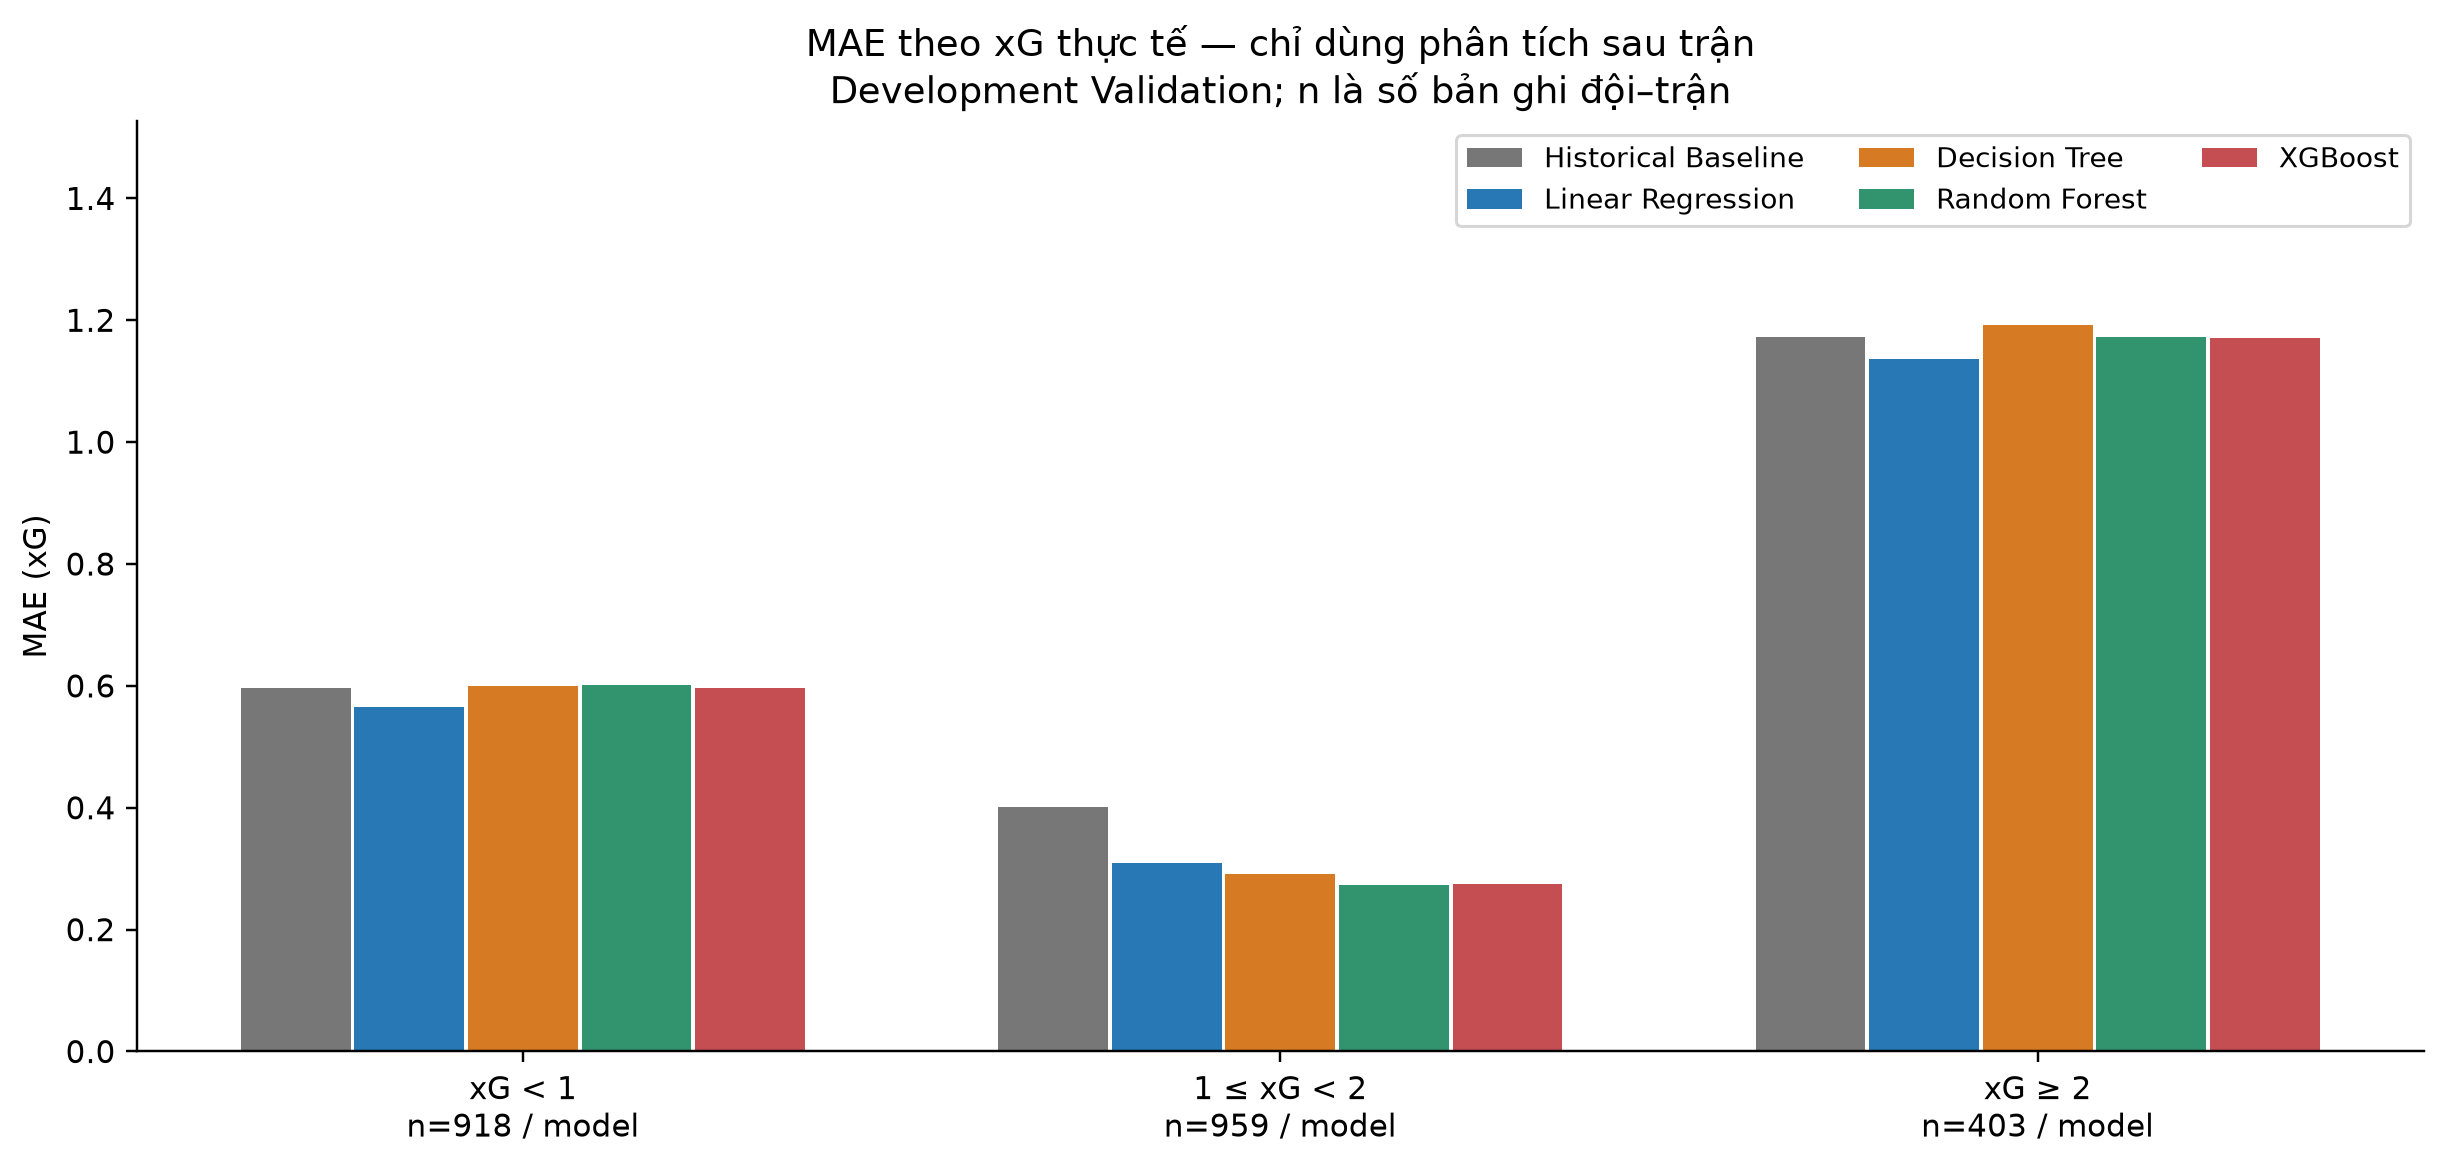 MAE theo xG thực tế — chỉ dùng phân tích sau trận
Development Validation; n là số bản ghi đội–trận
Historical Baseline
Linear Regression
Decision Tree
Random Forest
XGBoost
MAE (xG)
1.4
1.2
1.0
0.8
0.6
0.4
0.2
0.0
xG < 1
n=918 / model
1 ≤ xG < 2
n=959 / model
xG ≥ 2
n=403 / model